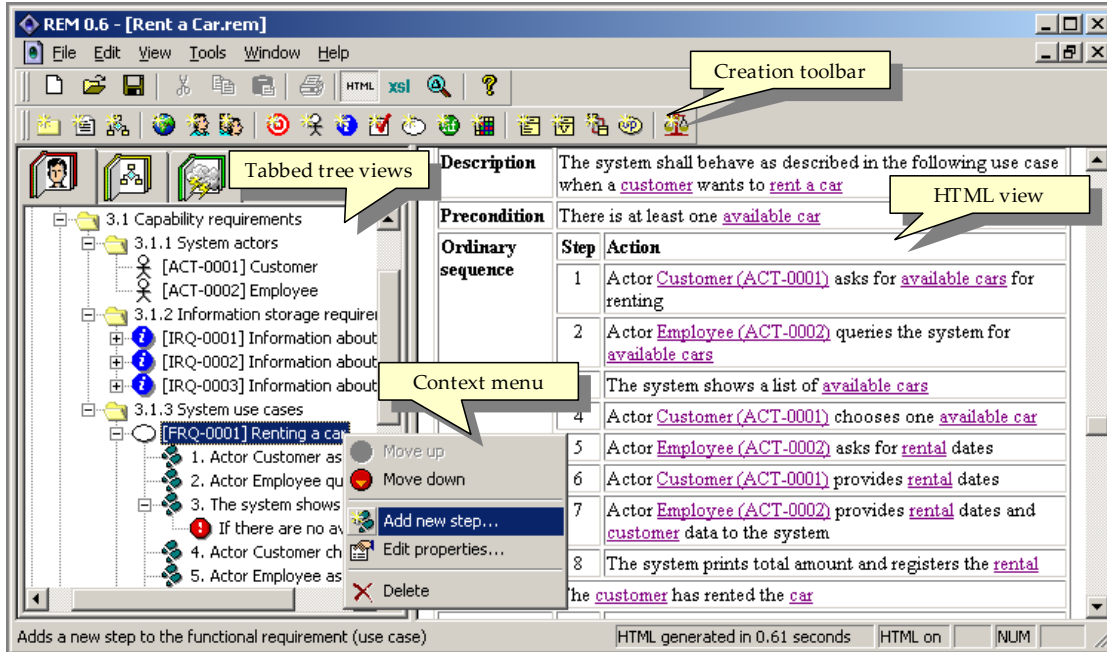 REM 0.6 - [Rent a Car.rem]
File Edit View Tools Window Help
HTML xsl
Creation toolbar
Tabbed tree views
HTML view
Context menu
3.1 Capability requirements
3.1.1 System actors
[ACT-0001] Customer
[ACT-0002] Employee
3.1.2 Information storage require
[IRQ-0001] Information about
[IRQ-0002] Information about
[IRQ-0003] Information about
3.1.3 System use cases
[FRQ-0001] Renting a car
1. Actor Customer as
2. Actor Employee qu
3. The system shows
If there are no av
4. Actor Customer ch
5. Actor Employee as
Move up
Move down
Add new step...
Edit properties...
Delete
Description The system shall behave as described in the following use case
when a customer wants to rent a car
Precondition There is at least one available car
Ordinary Step Action
sequence
1 Actor Customer (ACT-0001) asks for available cars for
renting
2 Actor Employee (ACT-0002) queries the system for
available cars
The system shows a list of available cars
4 Actor Customer (ACT-0001) chooses one available car
5 Actor Employee (ACT-0002) asks for rental dates
6 Actor Customer (ACT-0001) provides rental dates
7 Actor Employee (ACT-0002) provides rental dates and
customer data to the system
8 The system prints total amount and registers the rental
The customer has rented the car
Adds a new step to the functional requirement (use case) HTML generated in 0.61 seconds HTML on NUM